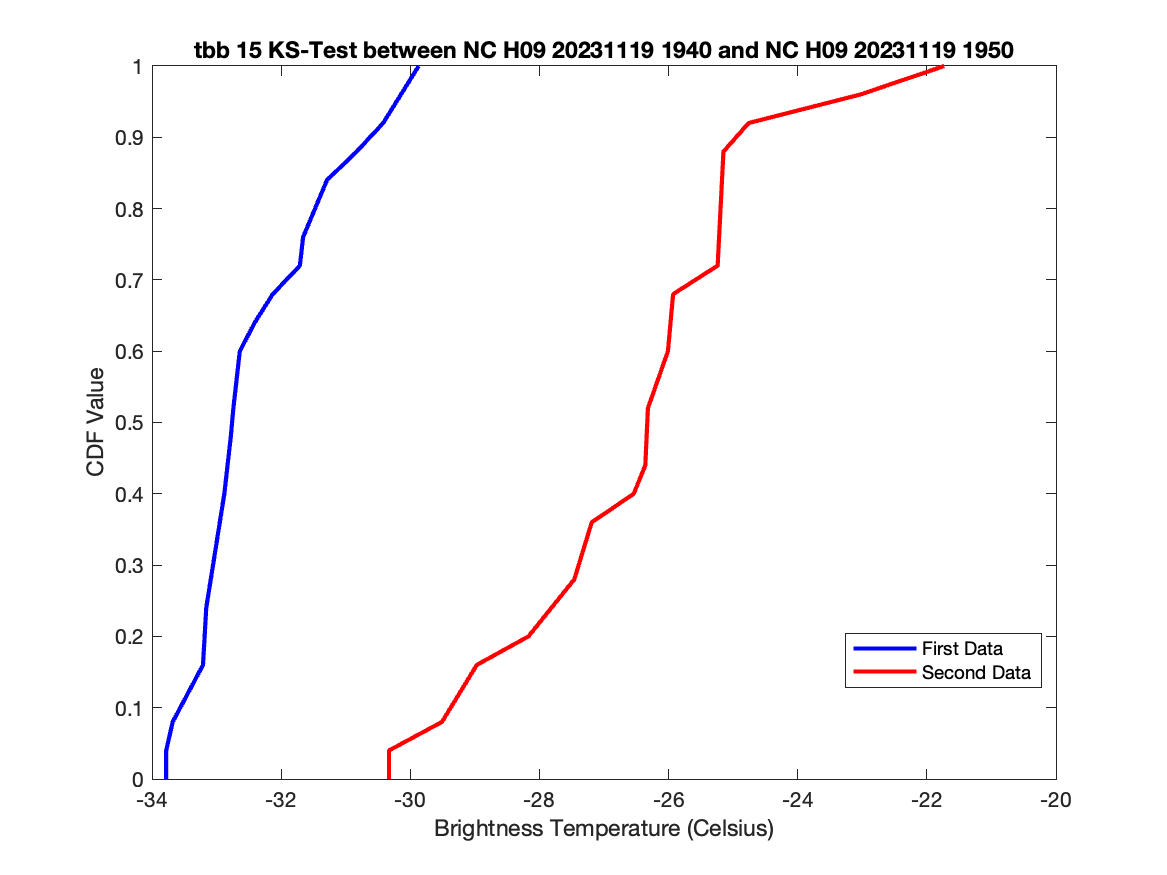 tbb 15 KS-Test between NC H09 20231119 1940 and NC H09 20231119 1950
1
0.9
0.8
0.7
0.6
0.5
0.4
0.3
0.2
0.1
0
CDF Value
First Data
Second Data
-34 -32 -30 -28 -26 -24 -22 -20
Brightness Temperature (Celsius)